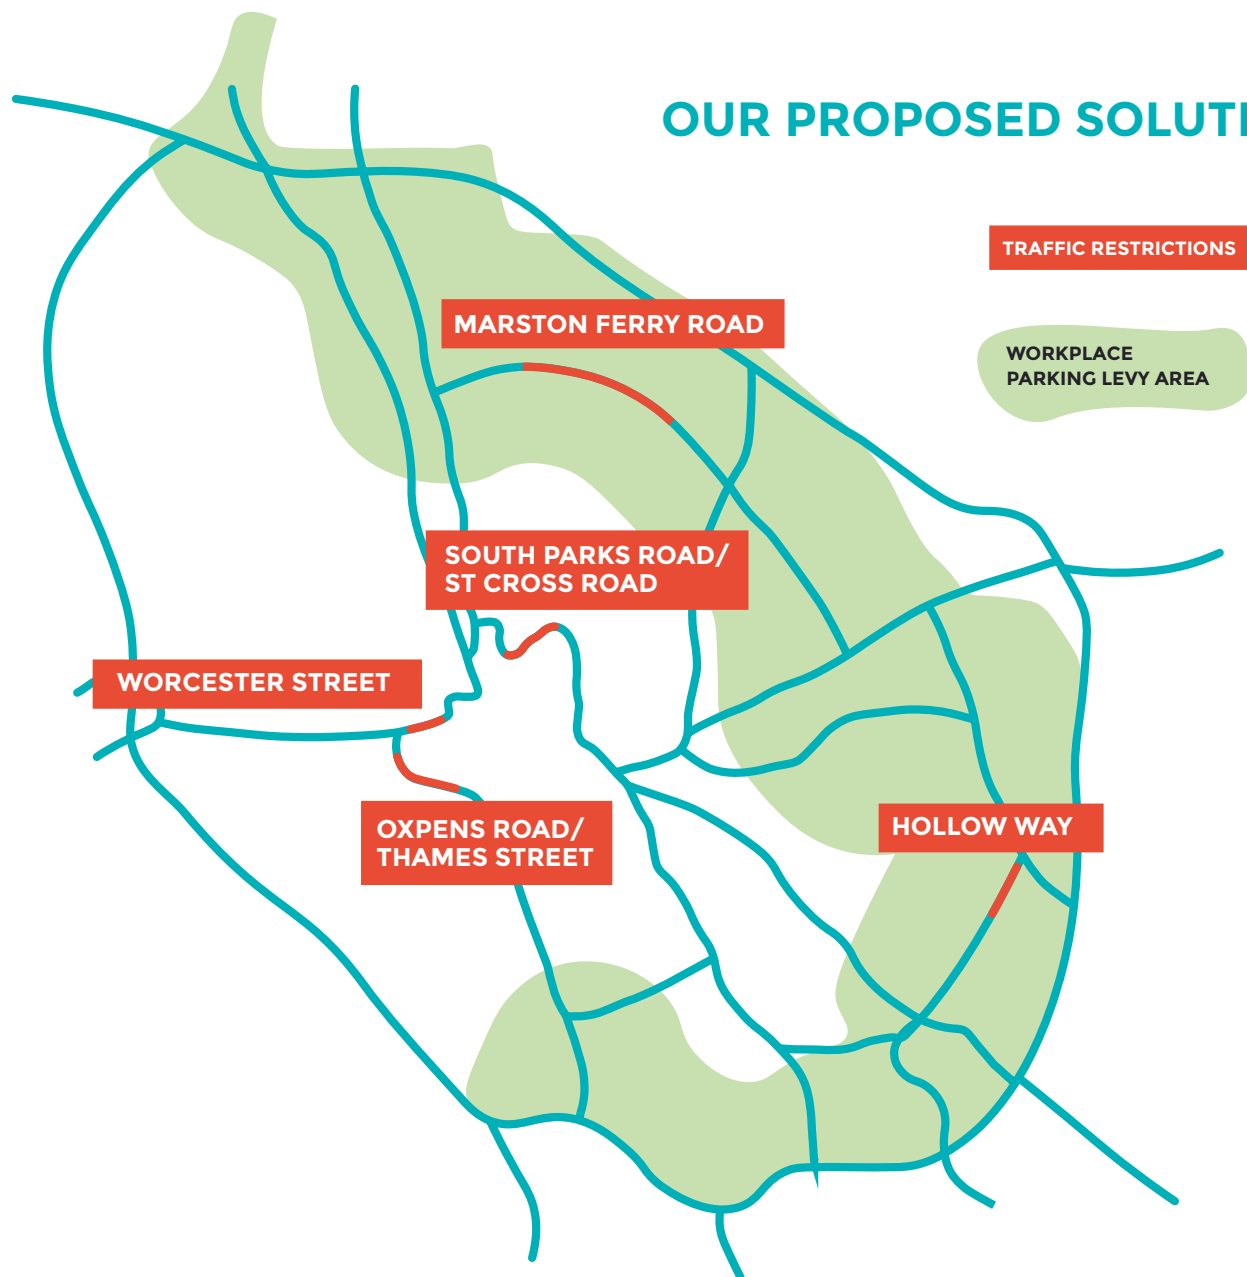 OUR PROPOSED SOLUTI
TRAFFIC RESTRICTIONS
WORKPLACE
PARKING LEVY AREA
MARSTON FERRY ROAD
SOUTH PARKS ROAD/
ST CROSS ROAD
WORCESTER STREET
OXPENS ROAD/
THAMES STREET
HOLLOW WAY